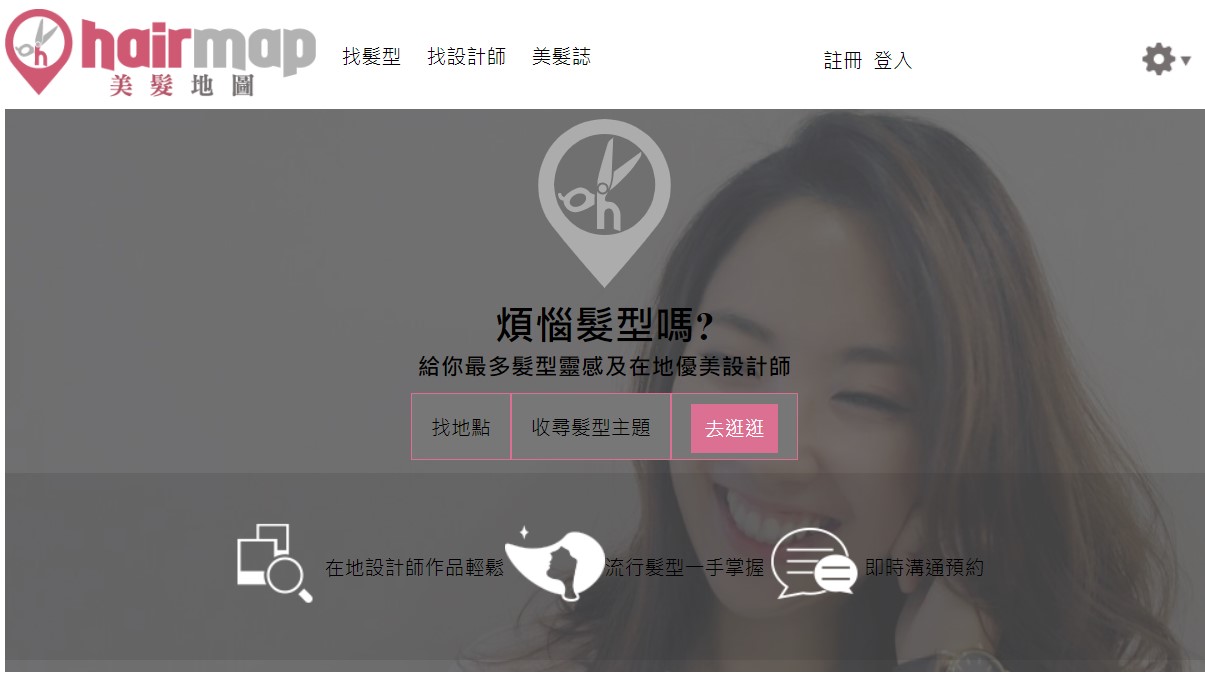 hairmap
美髮地圖
找髮型 找設計師 美髮誌 註冊 登入
煩惱髮型嗎?
給你最多髮型靈感及在地優美設計師
找地點 收尋髮型主題 去逛逛
在地設計師作品輕鬆 流行髮型一手掌握 即時溝通預約